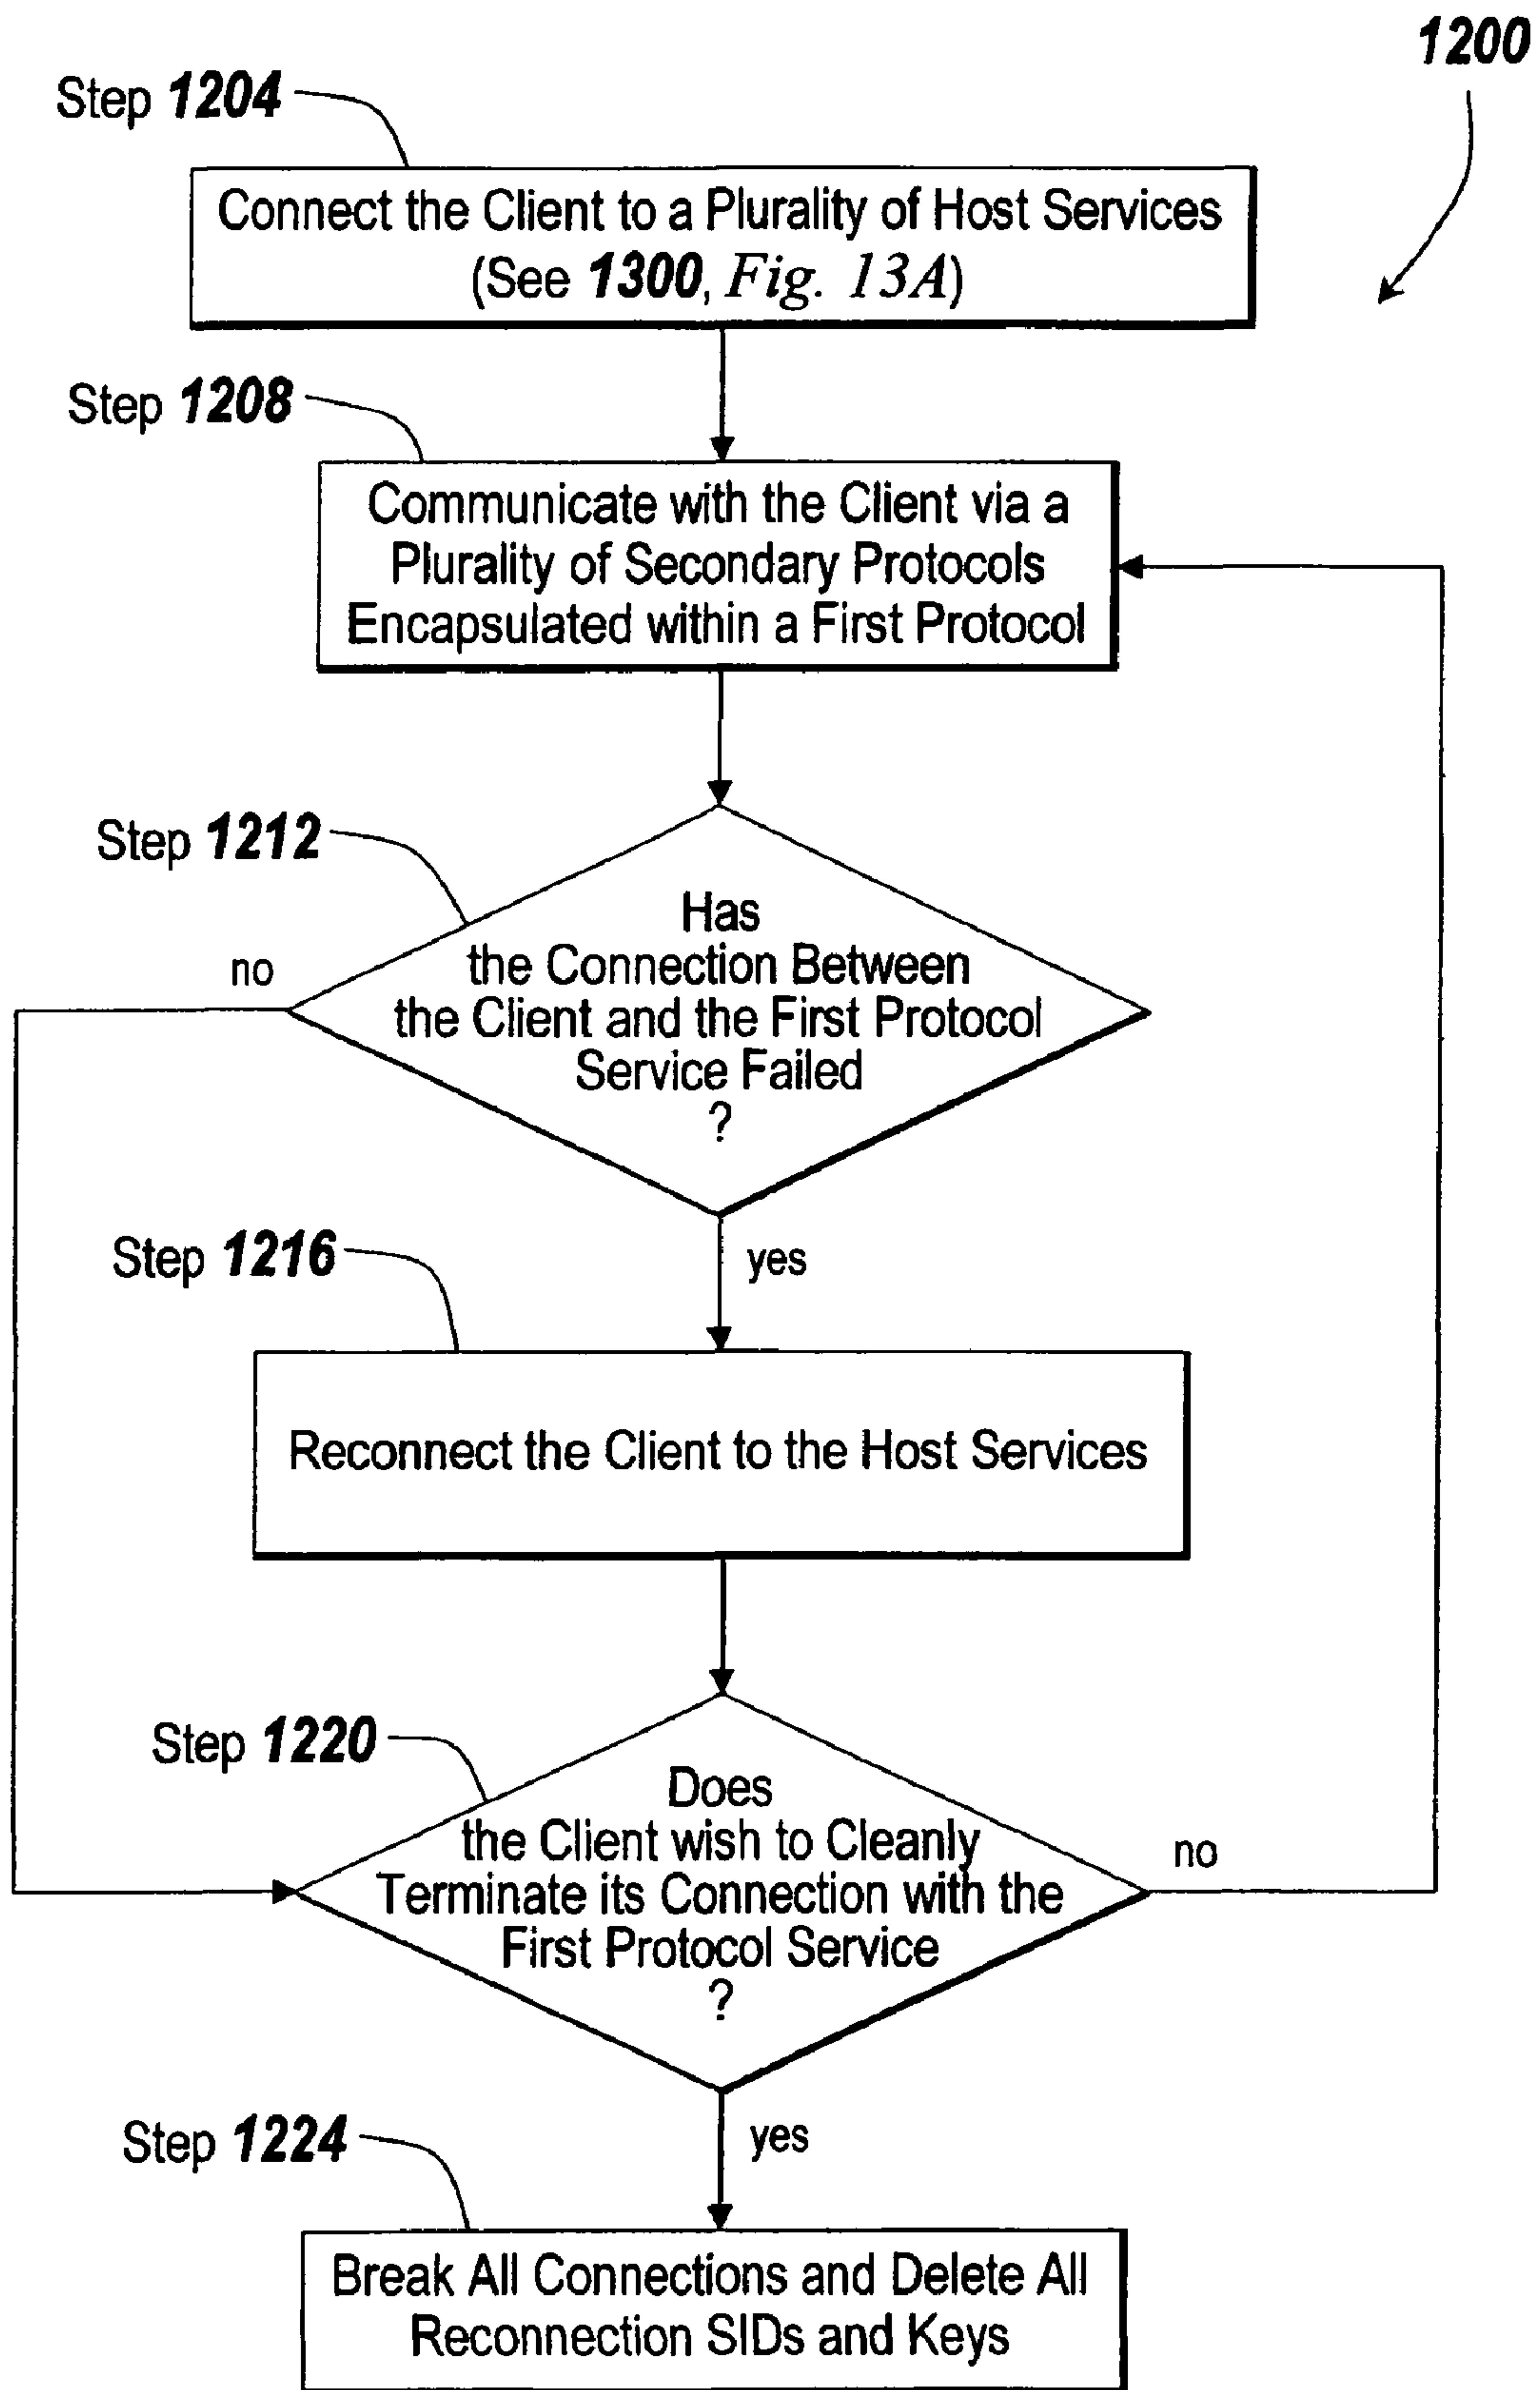 1200
Step 1204
Connect the Client to a Plurality of Host Services
(See 1300, Fig. 13A)
Step 1208
Communicate with the Client via a
Plurality of Secondary Protocols
Encapsulated within a First Protocol
Step 1212
Has
the Connection Between
the Client and the First Protocol
Service Failed
?
no
yes
Step 1216
Reconnect the Client to the Host Services
Step 1220
Does
the Client wish to Cleanly
Terminate its Connection with the
First Protocol Service
?
no
yes
Step 1224
Break All Connections and Delete All
Reconnection SIDs and Keys